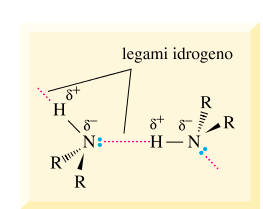 legami idrogeno
δ+
H
δ− δ+ δ− R
N H — N R
R
R